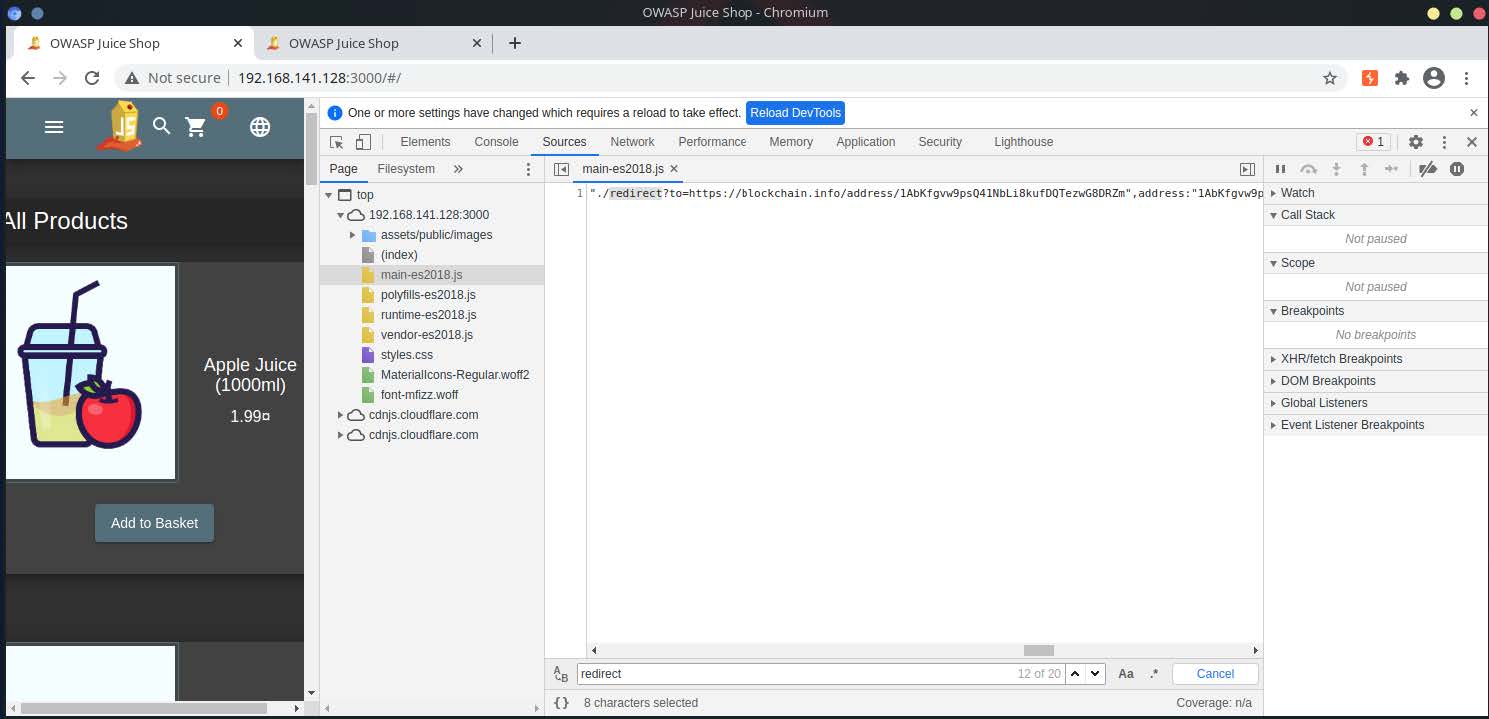 OWASP Juice Shop - Chromium
OWASP Juice Shop
OWASP Juice Shop
Not secure 192.168.141.128:3000/#/
JS
0
One or more settings have changed which requires a reload to take effect. Reload DevTools
Elements Console Sources Network Performance Memory Application Security Lighthouse 1
Page Filesystem
main-es2018.js
top
192.168.141.128:3000
assets/public/images
(index)
main-es2018.js
polyfills-es2018.js
runtime-es2018.js
vendor-es2018.js
styles.css
MaterialIcons-Regular.woff2
font-mfizz.woff
cdnjs.cloudflare.com
cdnjs.cloudflare.com
1 "./redirect?to=https://blockchain.info/address/1AbKfgvw9psQ41NbLi8kufDQTezwG8DRZm",address:"1AbKfgvw9p
Watch
Call Stack
Not paused
Scope
Not paused
Breakpoints
No breakpoints
XHR/fetch Breakpoints
DOM Breakpoints
Global Listeners
Event Listener Breakpoints
All Products
Apple Juice
(1000ml)
1.99¤
Add to Basket
redirect 12 of 20 Aa .* Cancel
{} 8 characters selected Coverage: n/a